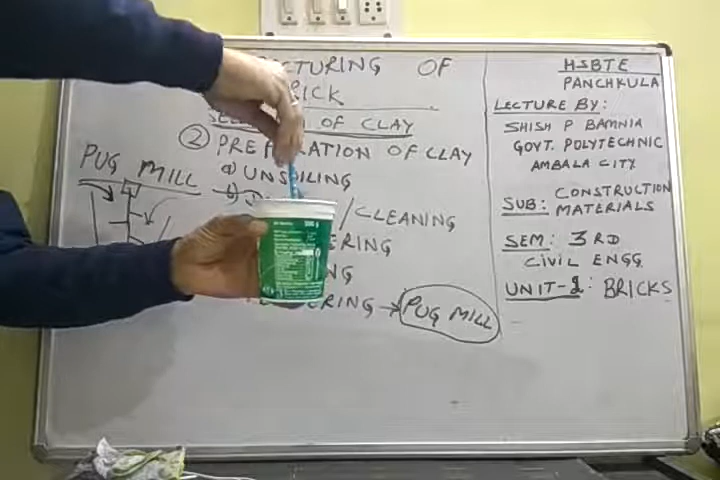 CTURING OF
RICK
OF CLAY
② PRE RATION OF CLAY
a) UNSOILING
b)
/CLEANING
ERING
NG
ERING → PUG MILL
PUG MILL
HSBTE
PANCHKULA
LECTURE BY:
SHISH P BAMNIA
GOVT. POLYTECHNIC
AMBALA CITY
SUB: CONSTRUCTION
MATERIALS
SEM: 3RD
CIVIL ENGG.
UNIT-1: BRICKS